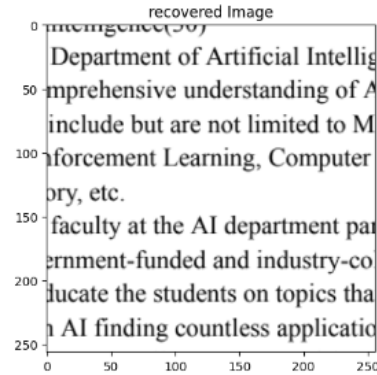 recovered Image
0
Department of Artificial Intellig
50
mprehensive understanding of A
include but are not limited to M
100
nforcement Learning, Computer
ory, etc.
150
faculty at the AI department par
200
ernment-funded and industry-co
ducate the students on topics tha
250
n AI finding countless applicatio
0 50 100 150 200 250